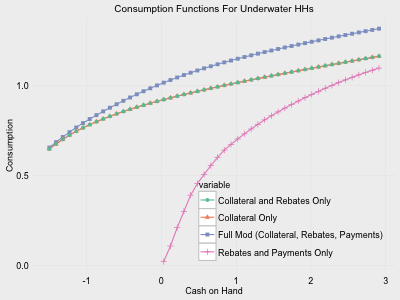 Consumption Functions For Underwater HHs
Consumption
1.0
0.5
0.0
variable
Collateral and Rebates Only
Collateral Only
Full Mod (Collateral, Rebates, Payments)
Rebates and Payments Only
-1 0 1 2 3
Cash on Hand